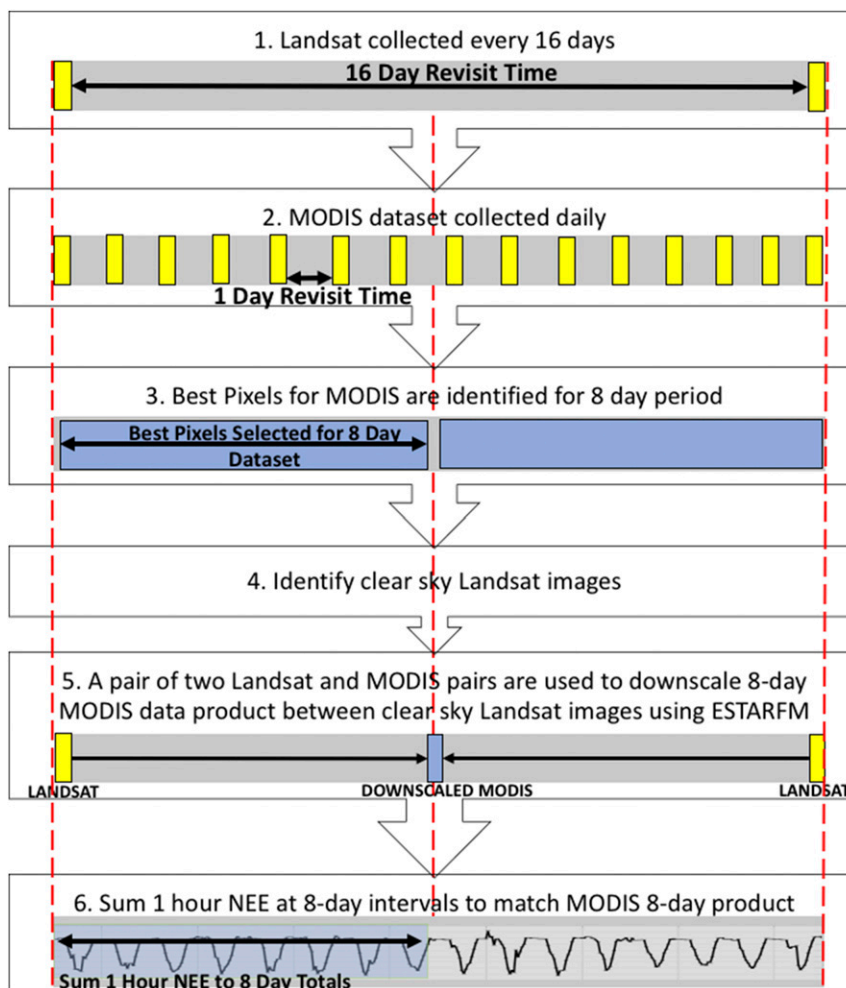 1. Landsat collected every 16 days
16 Day Revisit Time
2. MODIS dataset collected daily
1 Day Revisit Time
3. Best Pixels for MODIS are identified for 8 day period
Best Pixels Selected for 8 Day
Dataset
4. Identify clear sky Landsat images
5. A pair of two Landsat and MODIS pairs are used to downscale 8-day
MODIS data product between clear sky Landsat images using ESTARFM
LANDSAT
DOWNSCALED MODIS
LANDSAT
6. Sum 1 hour NEE at 8-day intervals to match MODIS 8-day product
Sum 1 Hour NEE to 8 Day Totals